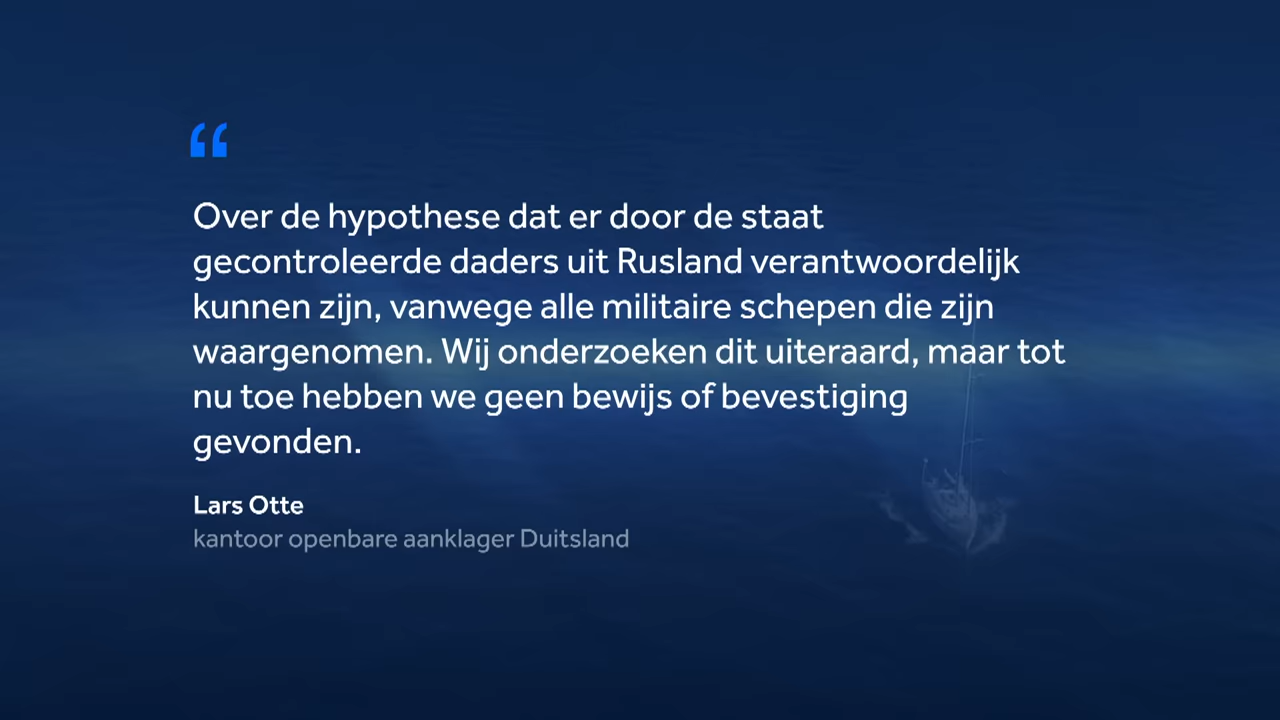 “
Over de hypothese dat er door de staat
gecontroleerde daders uit Rusland verantwoordelijk
kunnen zijn, vanwege alle militaire schepen die zijn
waargenomen. Wij onderzoeken dit uiteraard, maar tot
nu toe hebben we geen bewijs of bevestiging
gevonden.
Lars Otte
kantoor openbare aanklager Duitsland